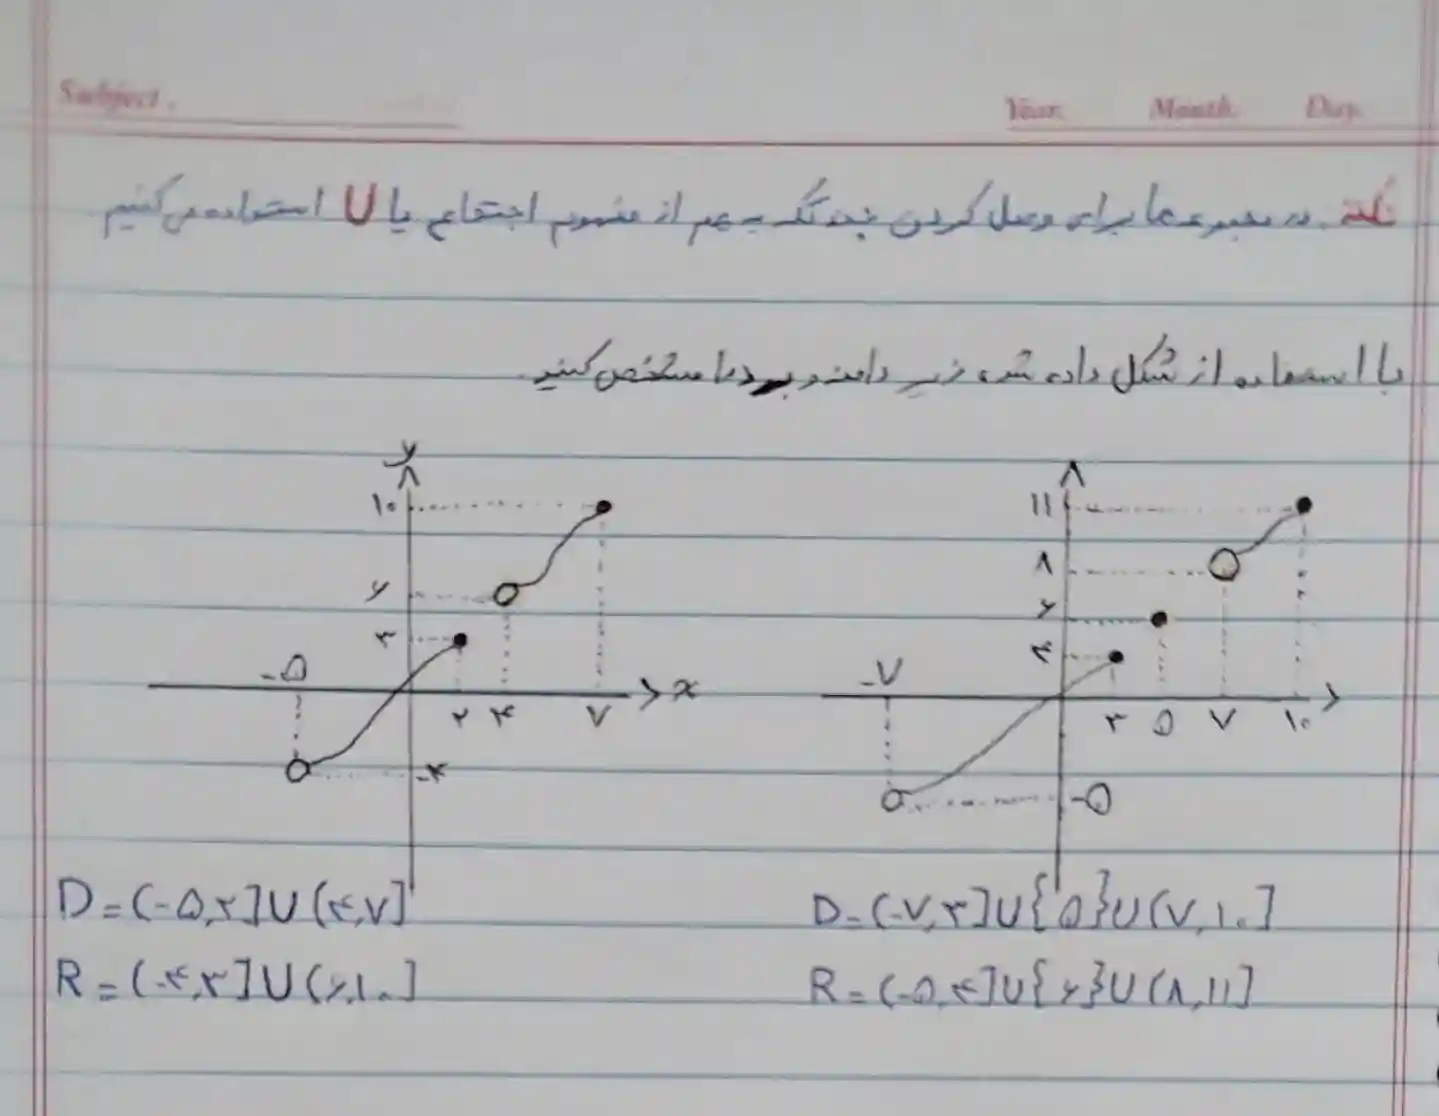 Subject. Year. Month. Day.
نکته: در مجموعه‌ها برای وصل کردن چند تکه به هم از مفهوم اجتماع یا U استفاده می‌کنیم.
با استفاده از شکل داده شده زیر دامنه و برد را مشخص کنید.
y
۱۰
۶
۳
-۵
x
۲ ۴ ۷
-۴
۱۱
۸
۶
۴
-۷
۳ ۵ ۷ ۱۰
-۵
D = (-۵,۲] U (۴,۷]
R = (-۴,۳] U (۶,۱۰]
D = (-۷,۳] U {۵} U (۷,۱۰]
R = (-۵,۴] U {۶} U (۸,۱۱]